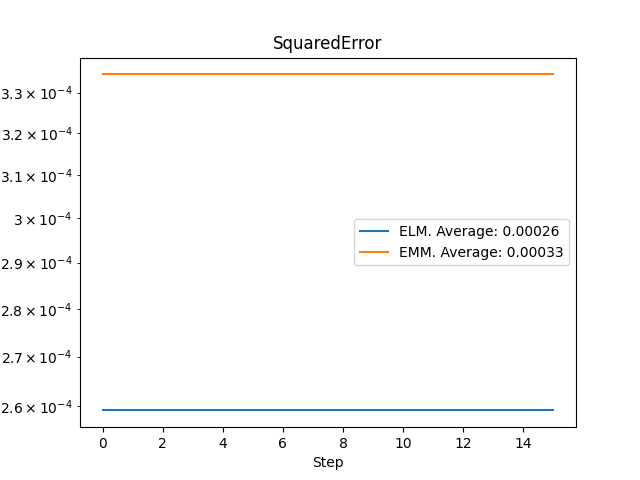 SquaredError
3.3 × 10⁻⁴
3.2 × 10⁻⁴
3.1 × 10⁻⁴
3 × 10⁻⁴
2.9 × 10⁻⁴
2.8 × 10⁻⁴
2.7 × 10⁻⁴
2.6 × 10⁻⁴
ELM. Average: 0.00026
EMM. Average: 0.00033
0 2 4 6 8 10 12 14
Step